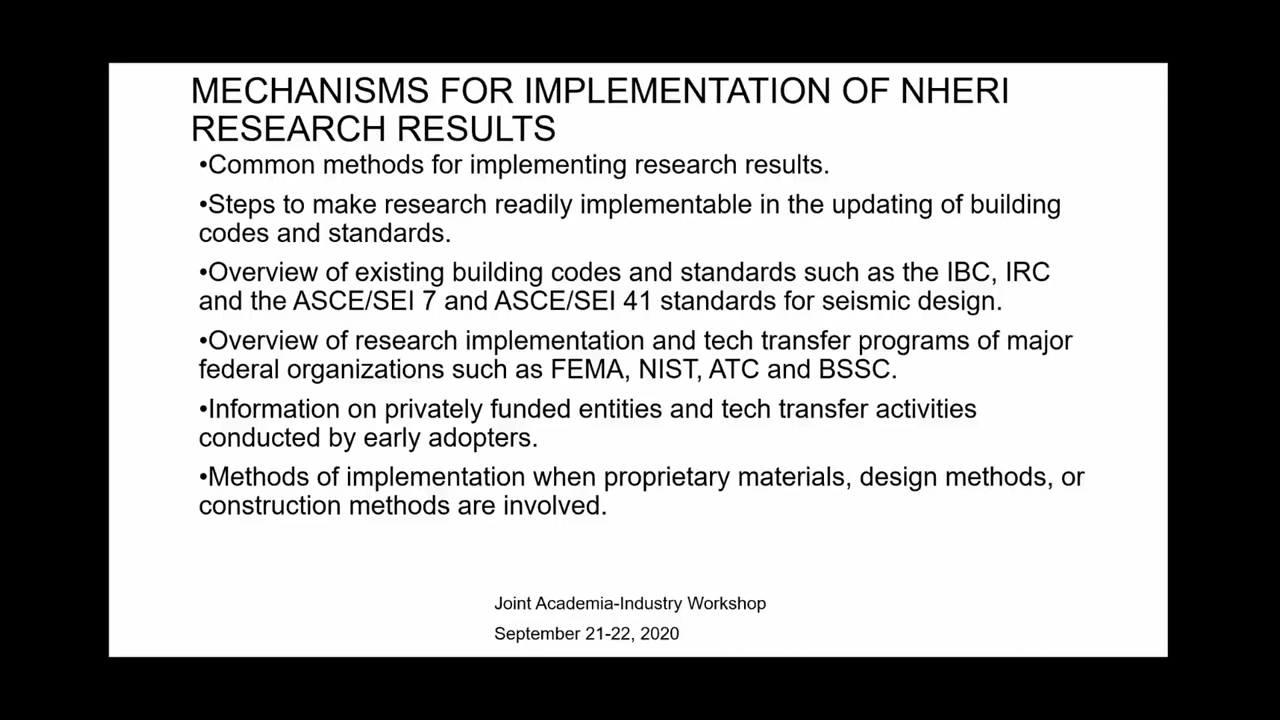 MECHANISMS FOR IMPLEMENTATION OF NHERI
RESEARCH RESULTS
•Common methods for implementing research results.
•Steps to make research readily implementable in the updating of building
codes and standards.
•Overview of existing building codes and standards such as the IBC, IRC
and the ASCE/SEI 7 and ASCE/SEI 41 standards for seismic design.
•Overview of research implementation and tech transfer programs of major
federal organizations such as FEMA, NIST, ATC and BSSC.
•Information on privately funded entities and tech transfer activities
conducted by early adopters.
•Methods of implementation when proprietary materials, design methods, or
construction methods are involved.
Joint Academia-Industry Workshop
September 21-22, 2020